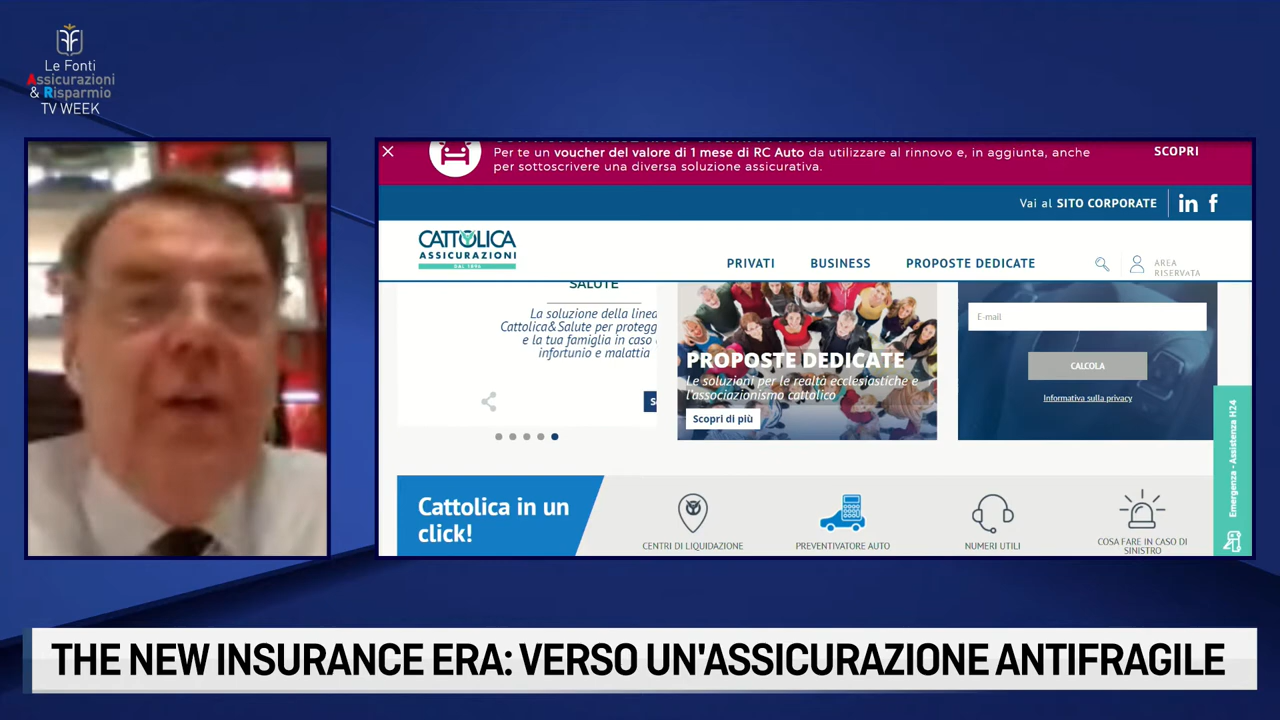 Le Fonti
Assicurazioni
& Risparmio
TV WEEK
Per te un voucher del valore di 1 mese di RC Auto da utilizzare al rinnovo e, in aggiunta, anche
per sottoscrivere una diversa soluzione assicurativa.
SCOPRI
Vai al SITO CORPORATE
in f
CATTOLICA
ASSICURAZIONI
DAL 1896
PRIVATI
BUSINESS
PROPOSTE DEDICATE
AREA
RISERVATA
SALUTE
La soluzione della linea
Cattolica&Salute per protegg
e la tua famiglia in caso
infortunio e malattia
S
PROPOSTE DEDICATE
Le soluzioni per le realtà ecclesiastiche e
l'associazionismo cattolico
Scopri di più
E-mail
CALCOLA
Informativa sulla privacy
Emergenza - Assistenza H24
Cattolica in un
click!
CENTRI DI LIQUIDAZIONE
PREVENTIVATORE AUTO
NUMERI UTILI
COSA FARE IN CASO DI
SINISTRO
THE NEW INSURANCE ERA: VERSO UN'ASSICURAZIONE ANTIFRAGILE